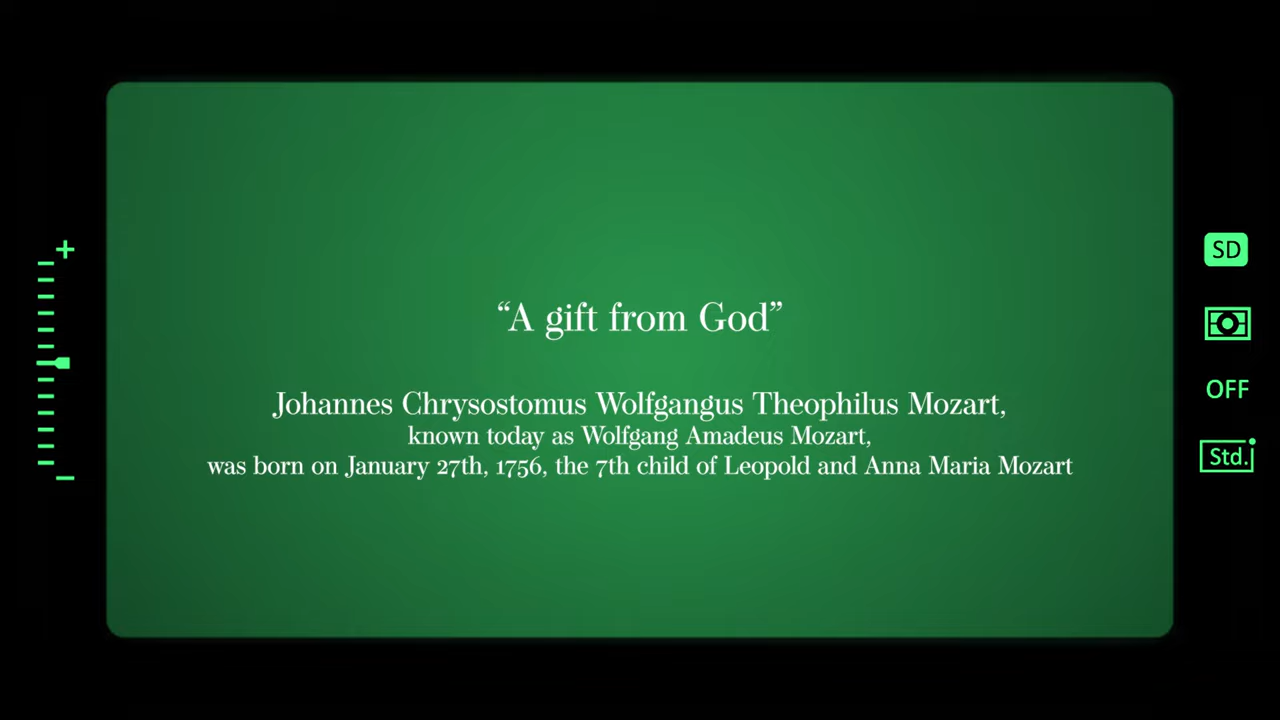 “A gift from God”
Johannes Chrysostomus Wolfgangus Theophilus Mozart,
known today as Wolfgang Amadeus Mozart,
was born on January 27th, 1756, the 7th child of Leopold and Anna Maria Mozart
SD
OFF
Std.